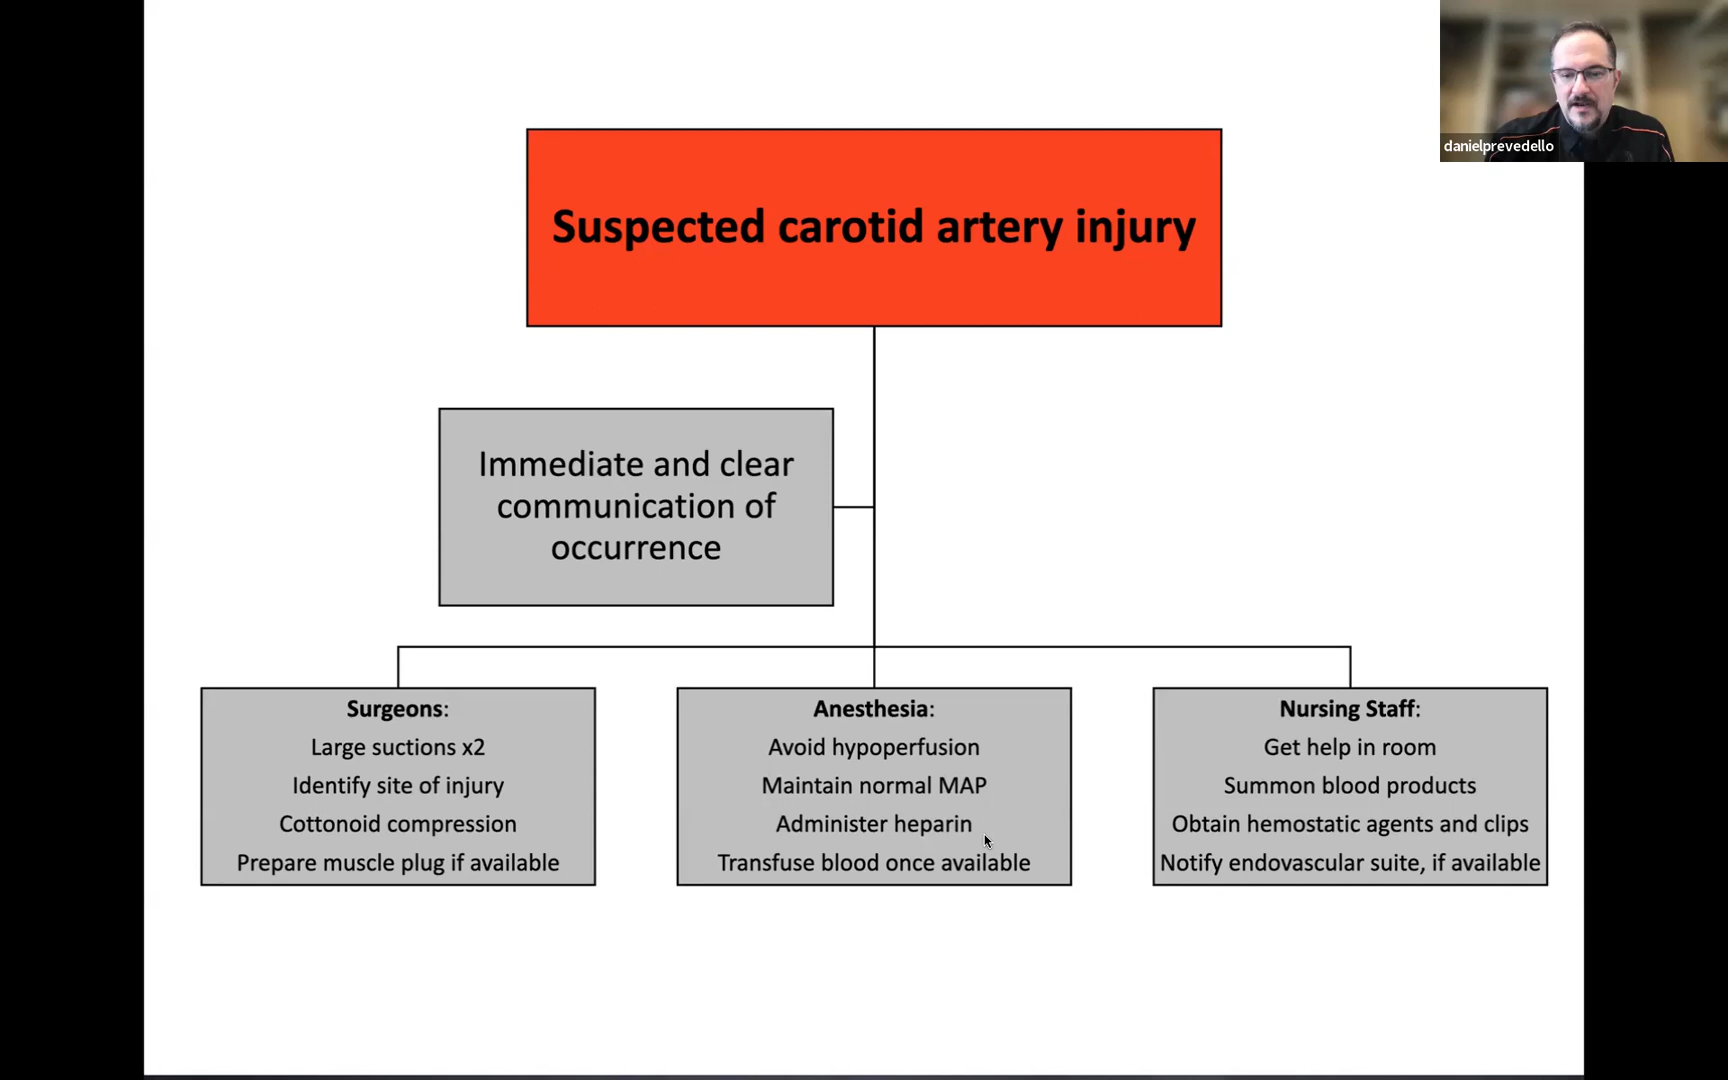 danielprevedello
Suspected carotid artery injury
Immediate and clear
communication of
occurrence
Surgeons:
Large suctions x2
Identify site of injury
Cottonoid compression
Prepare muscle plug if available
Anesthesia:
Avoid hypoperfusion
Maintain normal MAP
Administer heparin
Transfuse blood once available
Nursing Staff:
Get help in room
Summon blood products
Obtain hemostatic agents and clips
Notify endovascular suite, if available